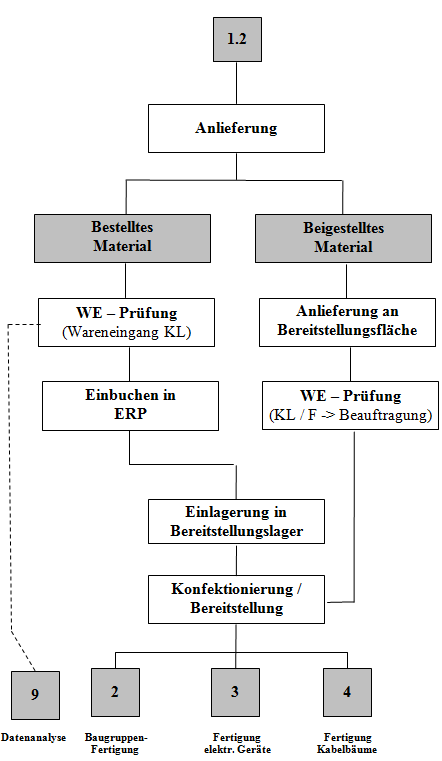 1.2
Anlieferung
Bestelltes
Material
Beigestelltes
Material
WE – Prüfung
(Wareneingang KL)
Anlieferung an
Bereitstellungsfläche
Einbuchen in
ERP
WE – Prüfung
(KL / F -> Beauftragung)
Einlagerung in
Bereitstellungslager
Konfektionierung /
Bereitstellung
9
2
3
4
Datenanalyse
Baugruppen-
Fertigung
Fertigung
elektr. Geräte
Fertigung
Kabelbäume